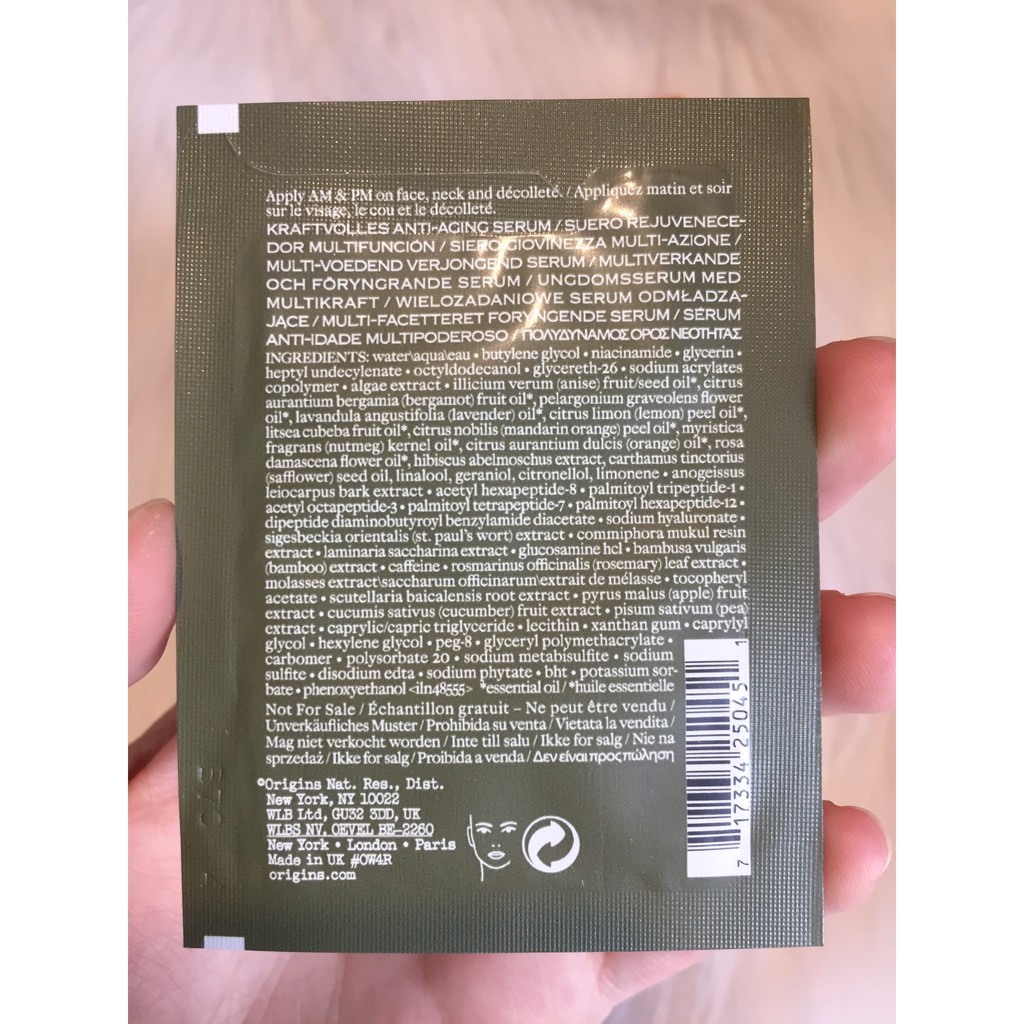 Apply AM & PM on face, neck and décolleté. / Appliquez matin et soir
sur le visage, le cou et le décolleté.
KRAFTVOLLES ANTI-AGING SERUM / SUERO REJUVENECE-
DOR MULTIFUNCIÓN / SIERO GIOVINEZZA MULTI-AZIONE /
MULTI-VOEDEND VERJONGEND SERUM / MULTIVERKANDE
OCH FÖRYNGRANDE SERUM / UNGDOMSSERUM MED
MULTIKRAFT / WIELOZADANIOWE SERUM ODMŁADZA-
JĄCE / MULTI-FACETTERET FORYNGENDE SERUM / SÉRUM
ANTI-IDADE MULTIPODEROSO / ΠΟΛΥΔΥΝΑΜΟΣ ΟΡΟΣ ΝΕΟΤΗΤΑΣ
INGREDIENTS: water\aqua\eau • butylene glycol • niacinamide • glycerin •
heptyl undecylenate • octyldodecanol • glycereth-26 • sodium acrylates
copolymer • algae extract • illicium verum (anise) fruit/seed oil*, citrus
aurantium bergamia (bergamot) fruit oil*, pelargonium graveolens flower
oil*, lavandula angustifolia (lavender) oil*, citrus limon (lemon) peel oil*,
litsea cubeba fruit oil*, citrus nobilis (mandarin orange) peel oil*, myristica
fragrans (nutmeg) kernel oil*, citrus aurantium dulcis (orange) oil*, rosa
damascena flower oil*, hibiscus abelmoschus extract, carthamus tinctorius
(safflower) seed oil, linalool, geraniol, citronellol, limonene • anogeissus
leiocarpus bark extract • acetyl hexapeptide-8 • palmitoyl tripeptide-1 •
acetyl octapeptide-3 • palmitoyl tetrapeptide-7 • palmitoyl hexapeptide-12 •
dipeptide diaminobutyroyl benzylamide diacetate • sodium hyaluronate •
sigesbeckia orientalis (st. paul's wort) extract • commiphora mukul resin
extract • laminaria saccharina extract • glucosamine hcl • bambusa vulgaris
(bamboo) extract • caffeine • rosmarinus officinalis (rosemary) leaf extract •
molasses extract\saccharum officinarum\extrait de mélasse • tocopheryl
acetate • scutellaria baicalensis root extract • pyrus malus (apple) fruit
extract • cucumis sativus (cucumber) fruit extract • pisum sativum (pea)
extract • caprylic/capric triglyceride • lecithin • xanthan gum • caprylyl
glycol • hexylene glycol • peg-8 • glyceryl polymethacrylate •
carbomer • polysorbate 20 • sodium metabisulfite • sodium
sulfite • disodium edta • sodium phytate • bht • potassium sor-
bate • phenoxyethanol <iln48555> *essential oil / *huile essentielle
Not For Sale / Échantillon gratuit – Ne peut être vendu /
Unverkäufliches Muster / Prohibida su venta / Vietata la vendita /
Mag niet verkocht worden / Inte till salu / Ikke for salg / Nie na
sprzedaż / Ikke for salg / Proibida a venda / Δεν είναι προς πώληση
©Origins Nat. Res., Dist.
New York, NY 10022
WLB Ltd, GU32 3DD, UK
WLBS NV, OEVEL BE-2260
New York • London • Paris
Made in UK #0W4R
origins.com
7 17334 25045 1